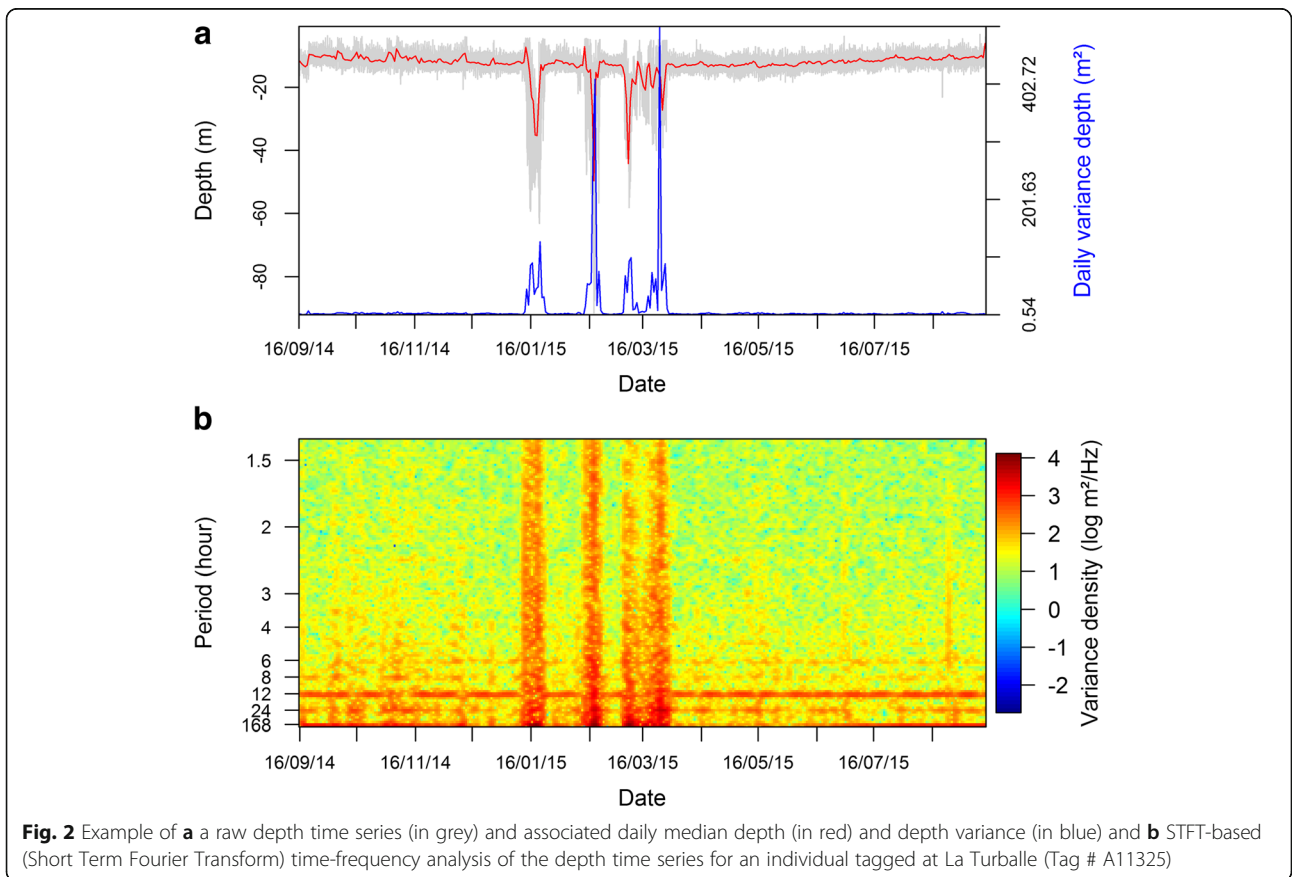 a
Depth (m)
-20
-40
-60
-80
402.72
201.63
0.54
Daily variance depth (m²)
16/09/14 16/11/14 16/01/15 16/03/15 16/05/15 16/07/15
Date
b
Period (hour)
1.5
2
3
4
6
8
12
24
168
4
3
2
1
0
-1
-2
Variance density (log m²/Hz)
16/09/14 16/11/14 16/01/15 16/03/15 16/05/15 16/07/15
Date
Fig. 2 Example of a a raw depth time series (in grey) and associated daily median depth (in red) and depth variance (in blue) and b STFT-based
(Short Term Fourier Transform) time-frequency analysis of the depth time series for an individual tagged at La Turballe (Tag # A11325)